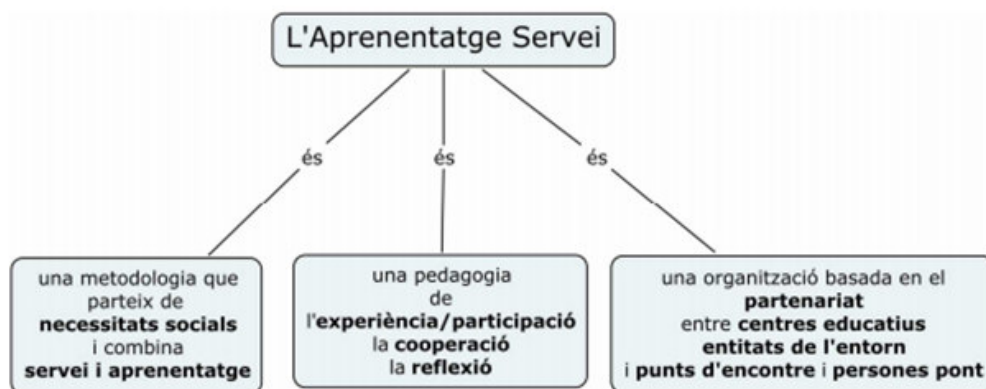 L'Aprenentatge Servei
és
és
és
una metodologia que
parteix de
necessitats socials
i combina
servei i aprenentatge
una pedagogia
de
l'experiència/participació
la cooperació
la reflexió
una organització basada en el
partenariat
entre centres educatius
entitats de l'entorn
i punts d'encontre i persones pont